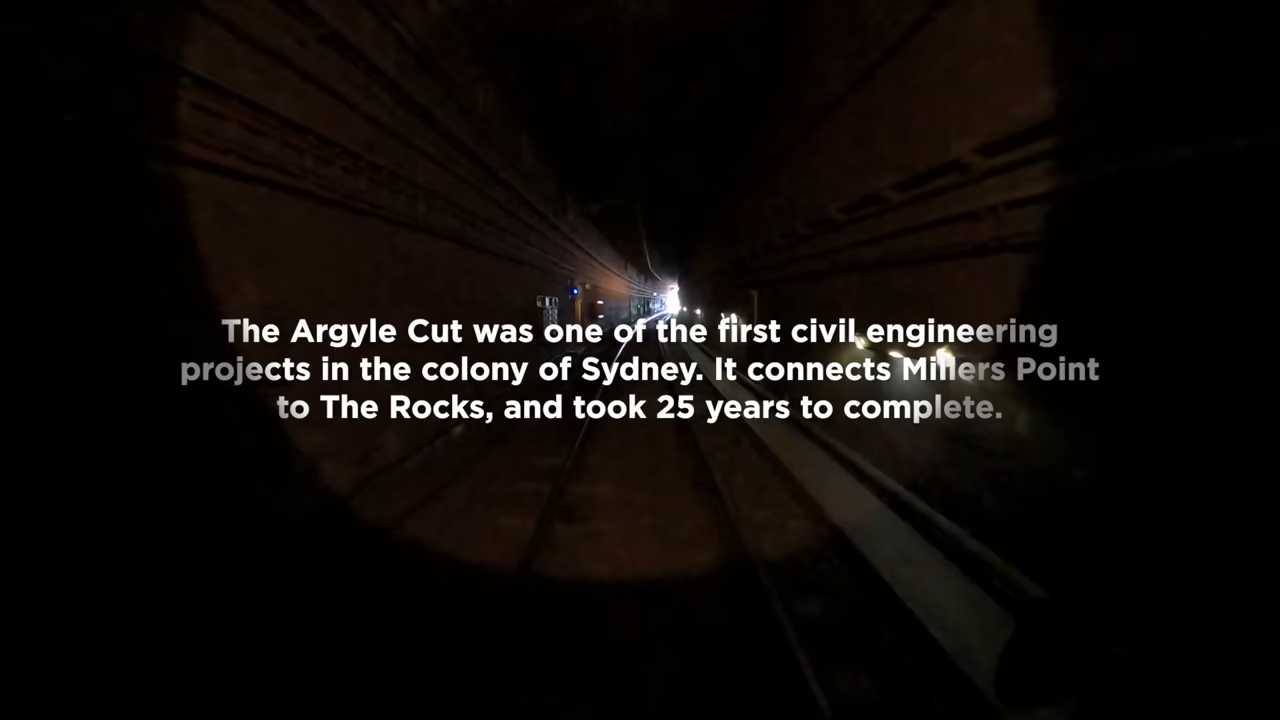 The Argyle Cut was one of the first civil engineering
projects in the colony of Sydney. It connects Millers Point
to The Rocks, and took 25 years to complete.